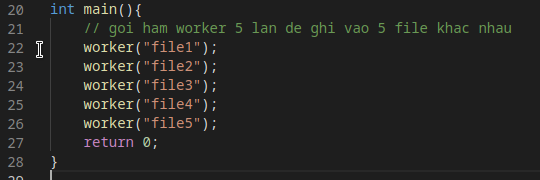 20 int main(){
21 // goi ham worker 5 lan de ghi vao 5 file khac nhau
22 worker("file1");
23 worker("file2");
24 worker("file3");
25 worker("file4");
26 worker("file5");
27 return 0;
28 }
29